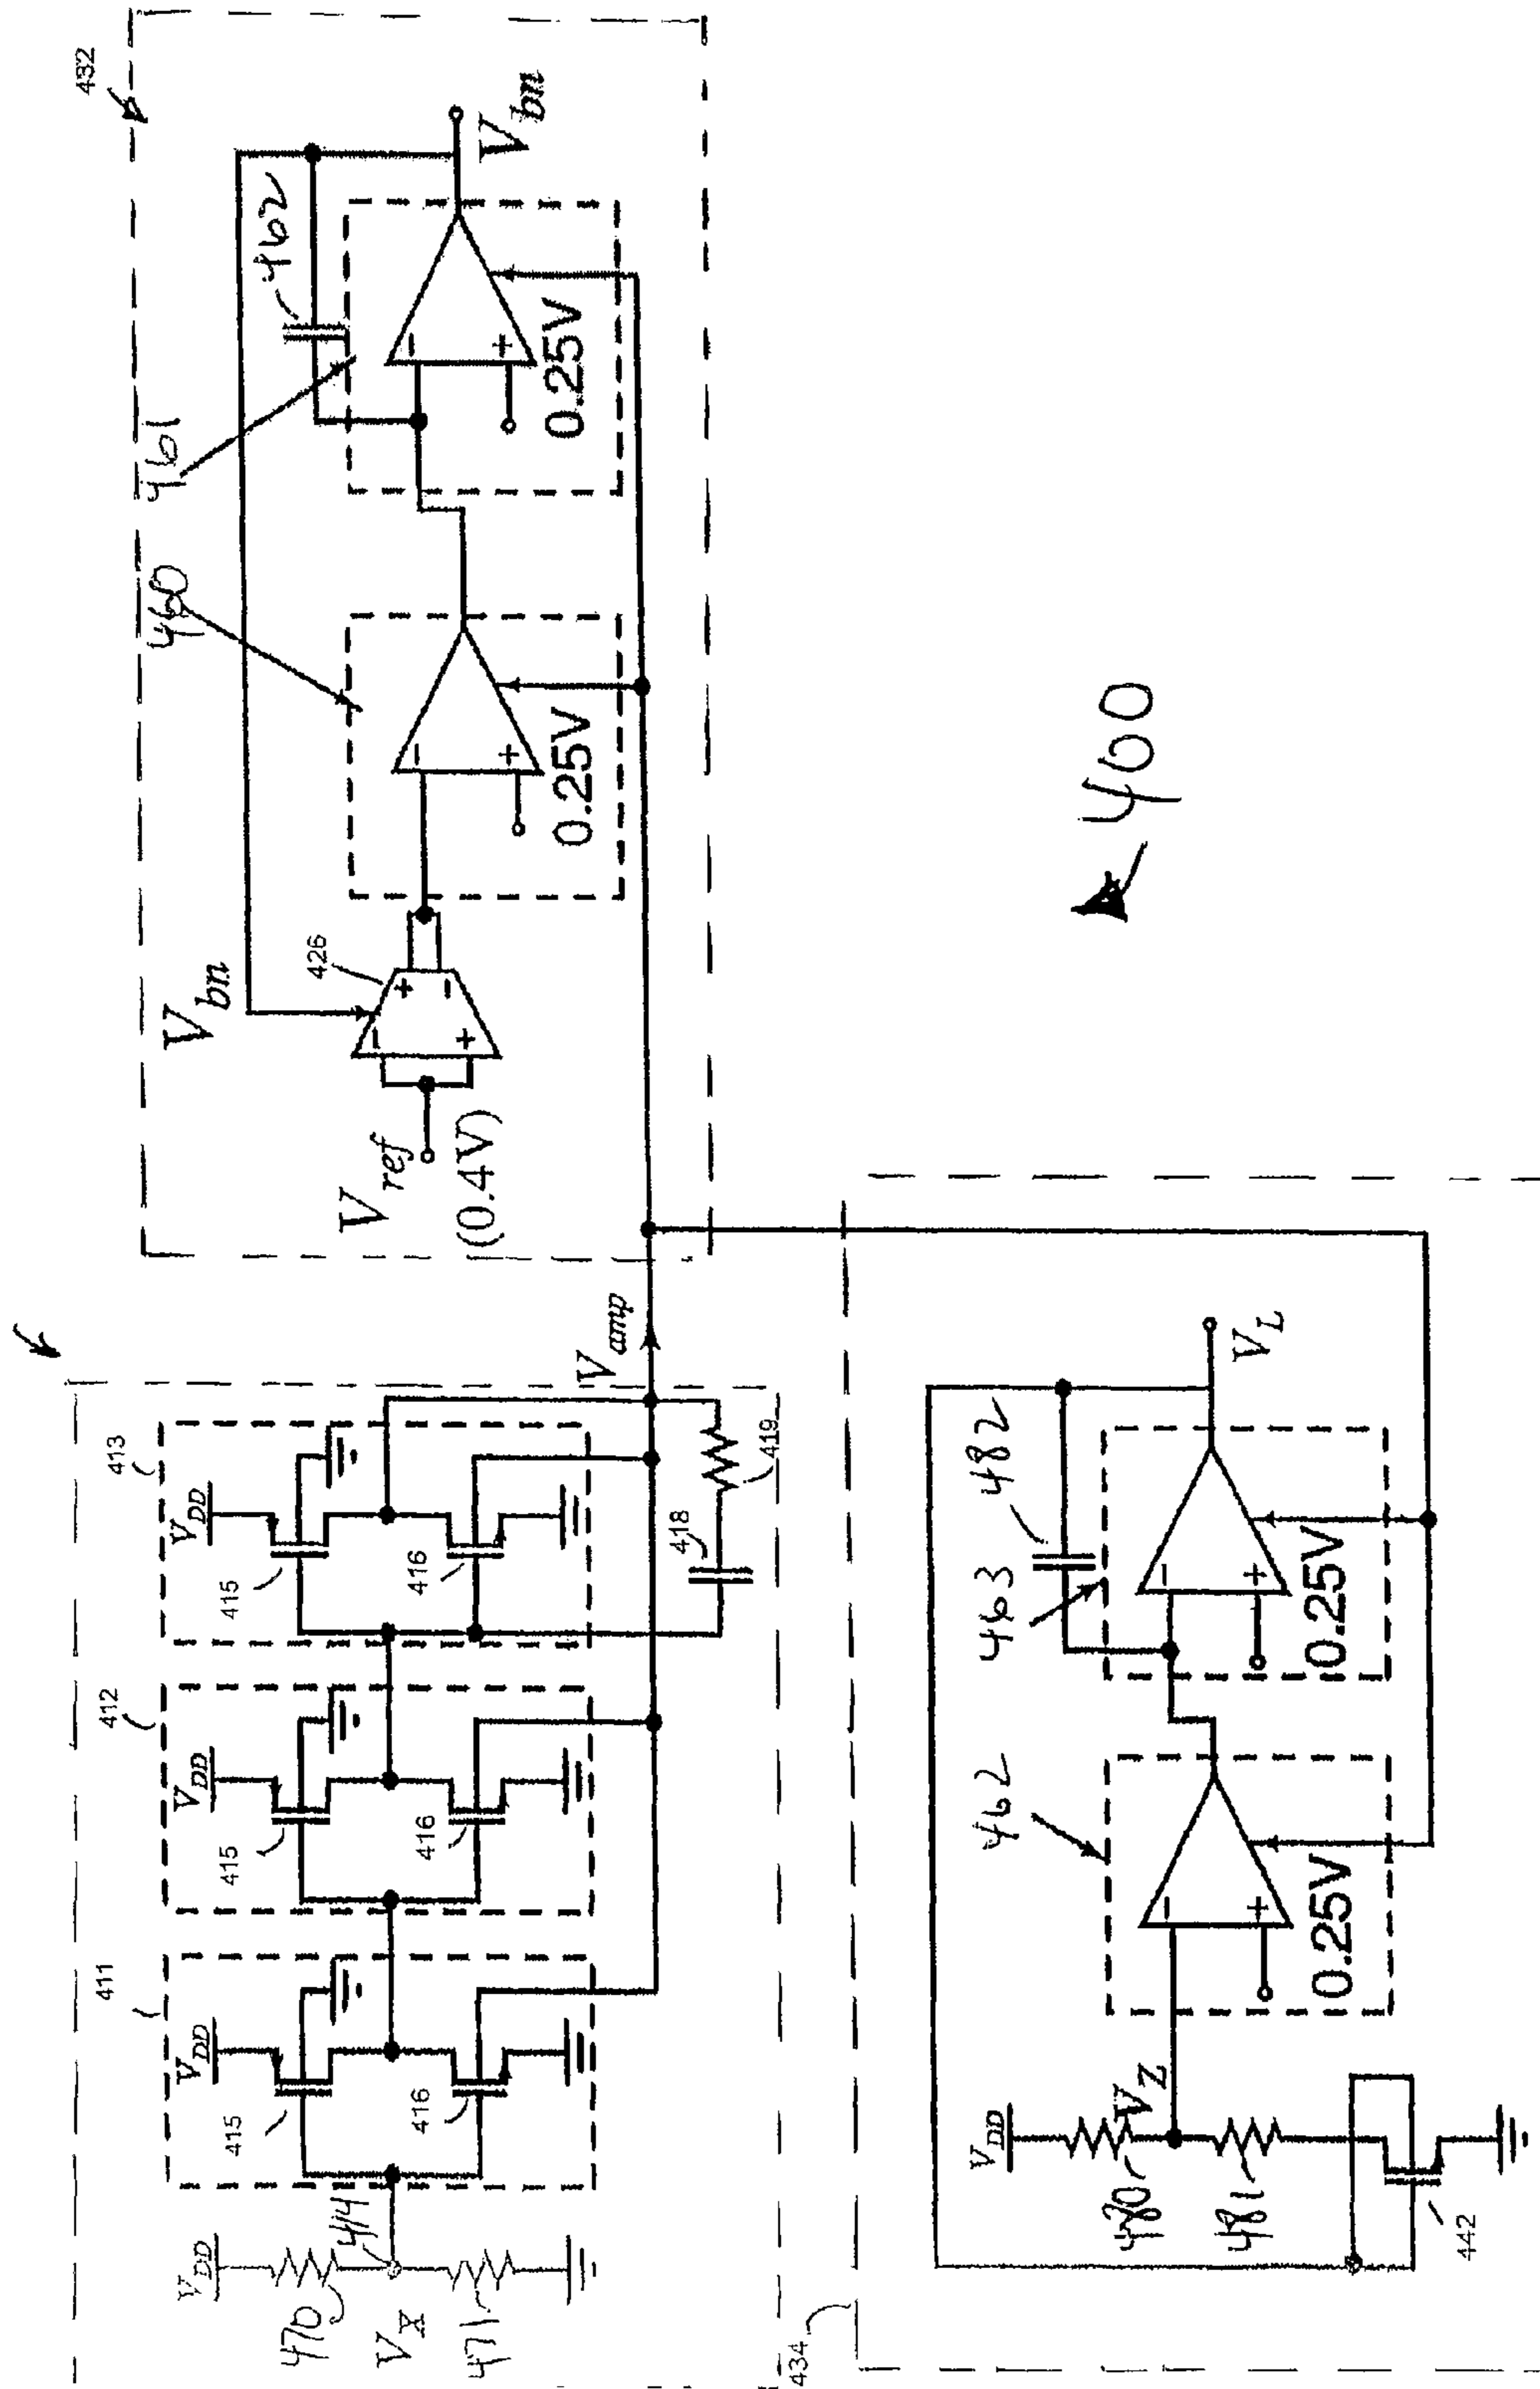 432
V_bn
462
461
460
V_bn
426
V_bn
- +
+ -
V_ref
(0.4V)
- +
0.25V
- +
0.25V
400
V_amp
413
V_DD
415
416
418
419
412
V_DD
415
416
411
V_DD
415
416
V_DD
470
414
V_X
471
434
V_L
482
463
- +
0.25V
462
- +
0.25V
V_DD
480
V_Z
481
442